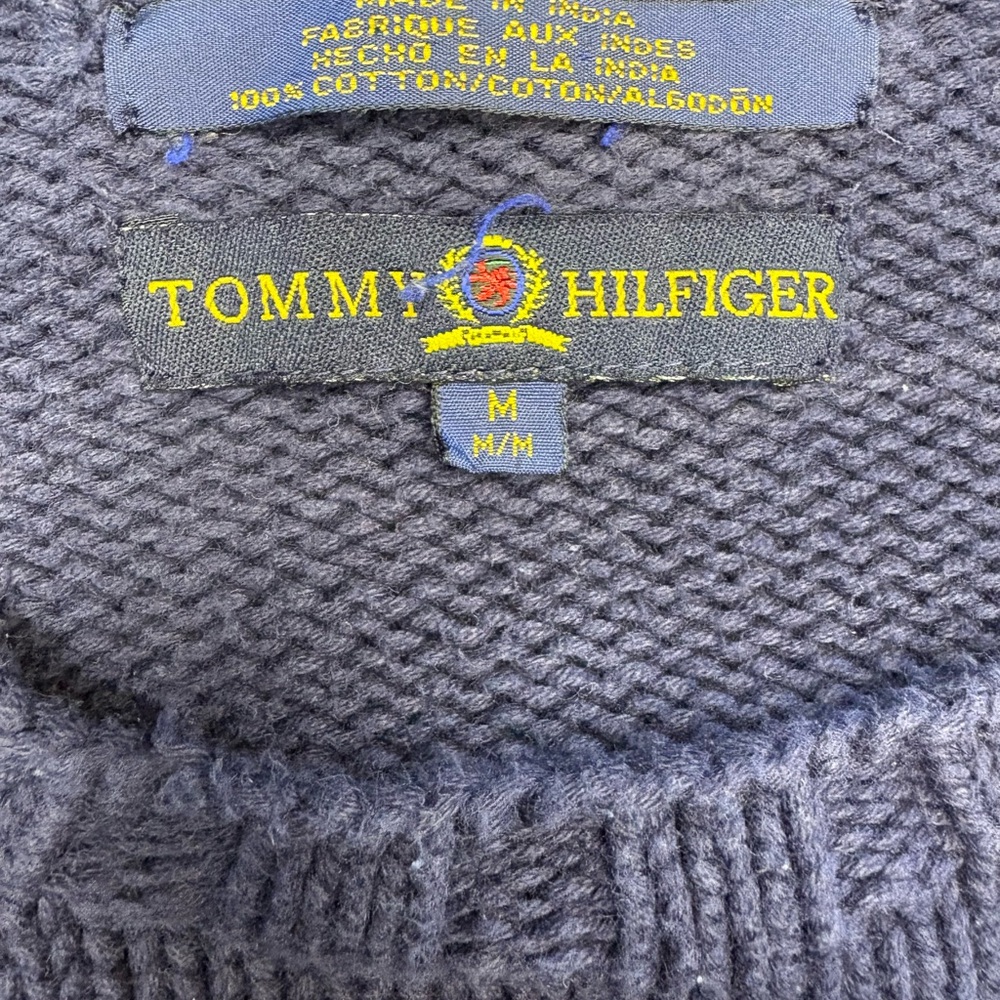 MADE IN INDIA
FABRIQUE AUX INDES
HECHO EN LA INDIA
100% COTTON/COTON/ALGODÓN
TOMMY HILFIGER
M
M/M